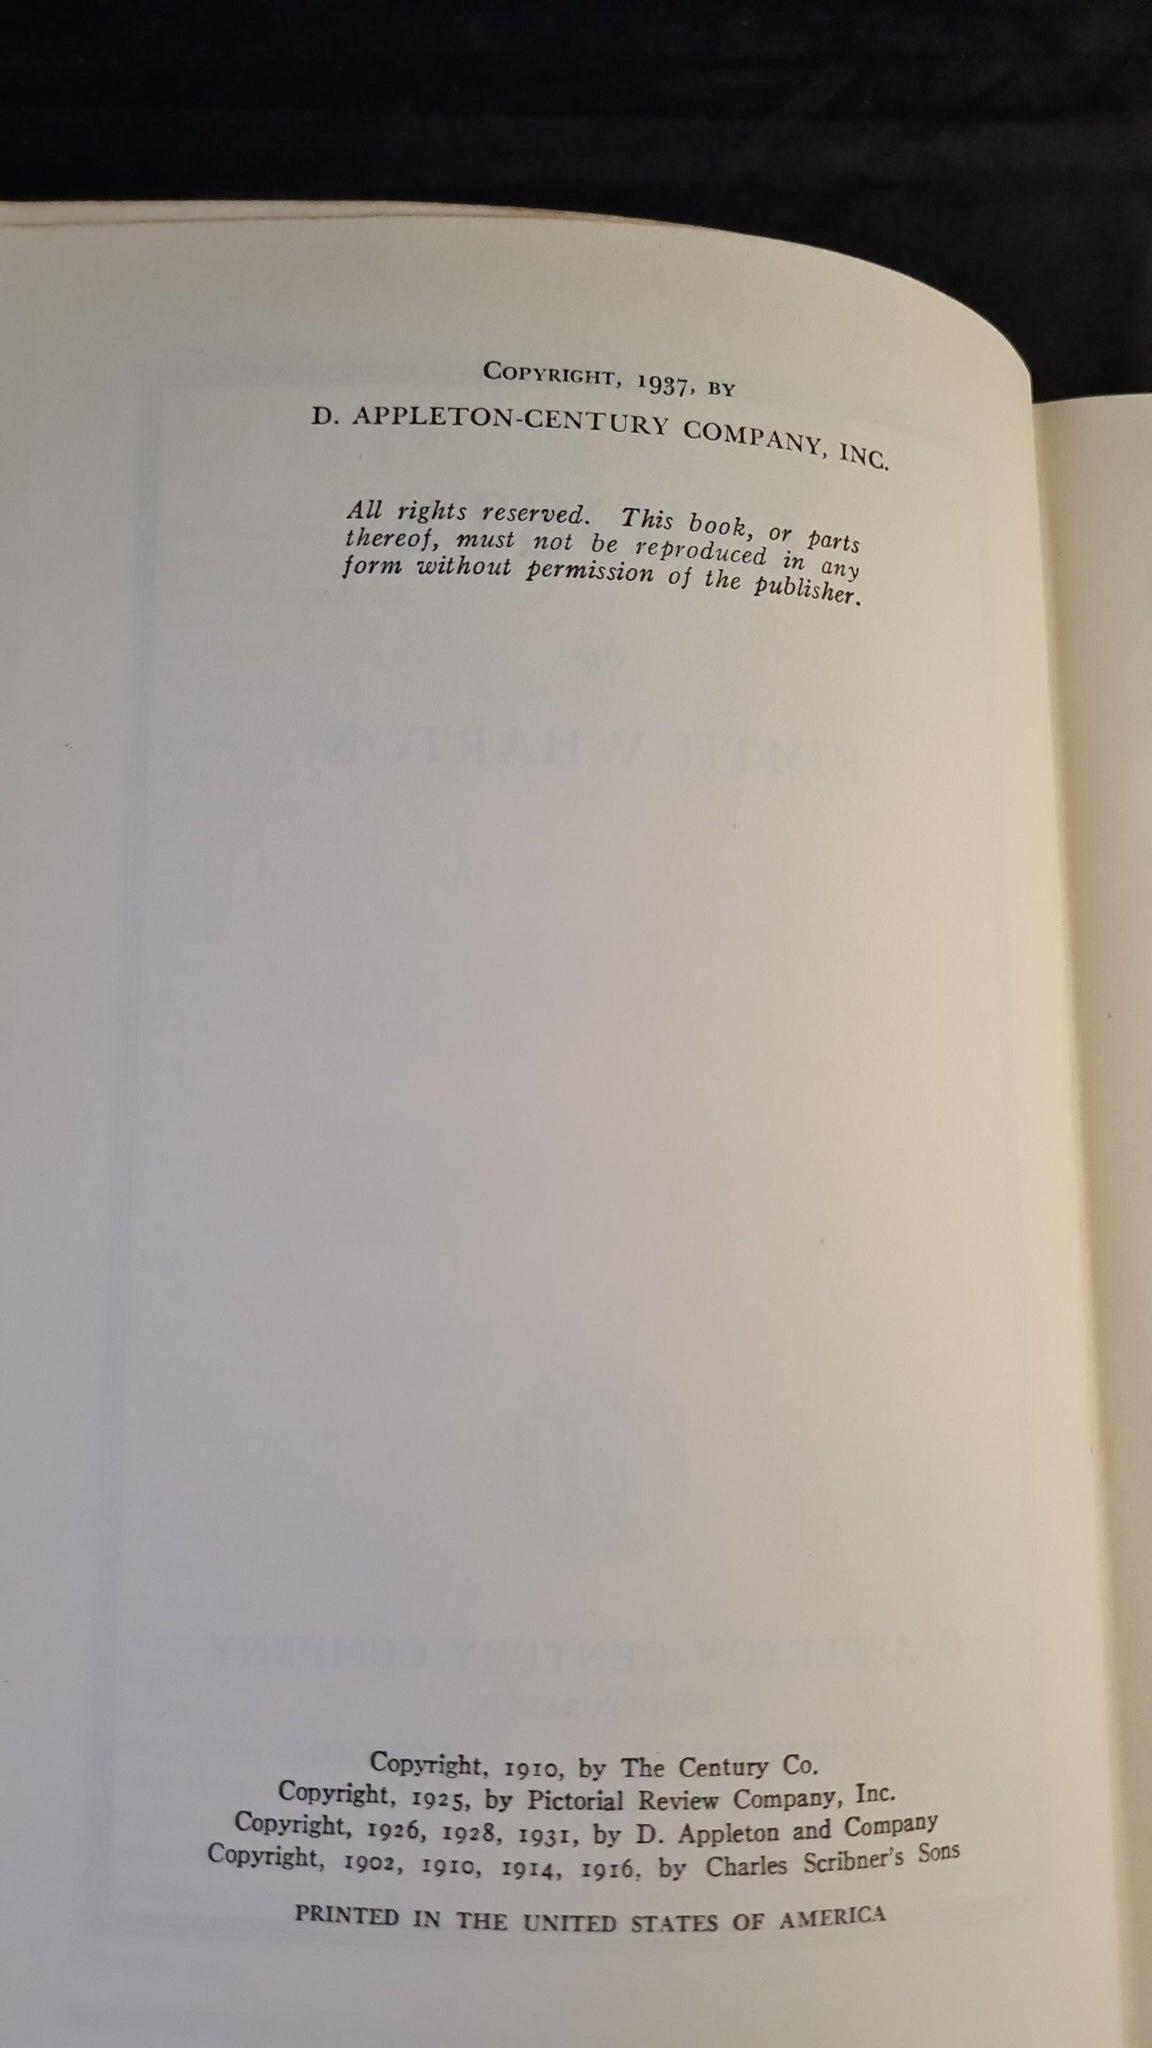 Copyright, 1937, by
D. APPLETON-CENTURY COMPANY, INC.
All rights reserved. This book, or parts
thereof, must not be reproduced in any
form without permission of the publisher.
EDITH WHARTON
Copyright, 1910, by The Century Co.
Copyright, 1925, by Pictorial Review Company, Inc.
Copyright, 1926, 1928, 1931, by D. Appleton and Company
Copyright, 1902, 1910, 1914, 1916, by Charles Scribner's Sons
PRINTED IN THE UNITED STATES OF AMERICA